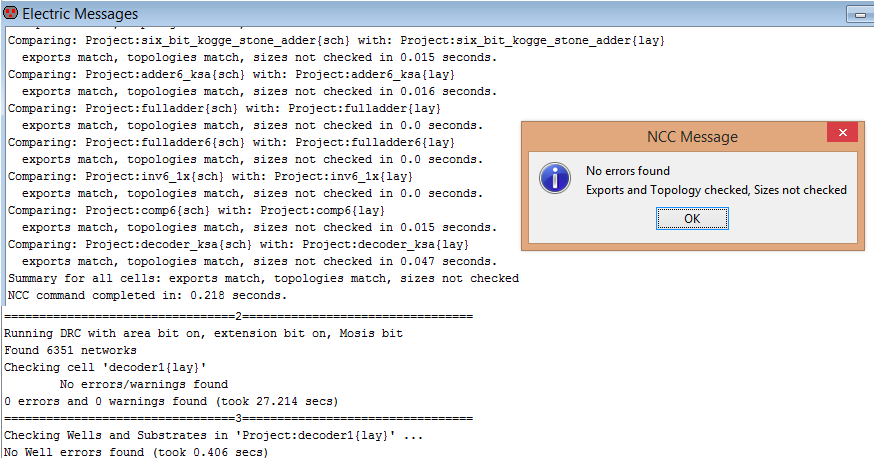 Electric Messages
Comparing: Project:six_bit_kogge_stone_adder{sch} with: Project:six_bit_kogge_stone_adder{lay}
exports match, topologies match, sizes not checked in 0.015 seconds.
Comparing: Project:adder6_ksa{sch} with: Project:adder6_ksa{lay}
exports match, topologies match, sizes not checked in 0.016 seconds.
Comparing: Project:fulladder{sch} with: Project:fulladder{lay}
exports match, topologies match, sizes not checked in 0.0 seconds.
Comparing: Project:fulladder6{sch} with: Project:fulladder6{lay}
exports match, topologies match, sizes not checked in 0.0 seconds.
Comparing: Project:inv6_1x{sch} with: Project:inv6_1x{lay}
exports match, topologies match, sizes not checked in 0.0 seconds.
Comparing: Project:comp6{sch} with: Project:comp6{lay}
exports match, topologies match, sizes not checked in 0.015 seconds.
Comparing: Project:decoder_ksa{sch} with: Project:decoder_ksa{lay}
exports match, topologies match, sizes not checked in 0.047 seconds.
Summary for all cells: exports match, topologies match, sizes not checked
NCC command completed in: 0.218 seconds.
=================================2=================================
Running DRC with area bit on, extension bit on, Mosis bit
Found 6351 networks
Checking cell 'decoder1{lay}'
No errors/warnings found
0 errors and 0 warnings found (took 27.214 secs)
=================================3=================================
Checking Wells and Substrates in 'Project:decoder1{lay}' ...
No Well errors found (took 0.406 secs)
NCC Message
No errors found
Exports and Topology checked, Sizes not checked
OK